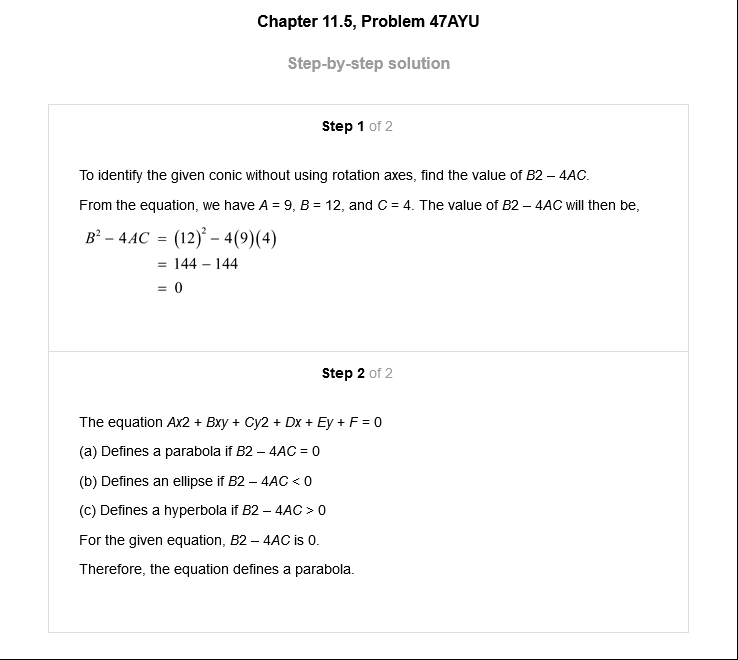 Chapter 11.5, Problem 47AYU
Step-by-step solution
Step 1 of 2
To identify the given conic without using rotation axes, find the value of B2 – 4AC.
From the equation, we have A = 9, B = 12, and C = 4. The value of B2 – 4AC will then be,
B² – 4AC = (12)² – 4(9)(4)
= 144 – 144
= 0
Step 2 of 2
The equation Ax2 + Bxy + Cy2 + Dx + Ey + F = 0
(a) Defines a parabola if B2 – 4AC = 0
(b) Defines an ellipse if B2 – 4AC < 0
(c) Defines a hyperbola if B2 – 4AC > 0
For the given equation, B2 – 4AC is 0.
Therefore, the equation defines a parabola.